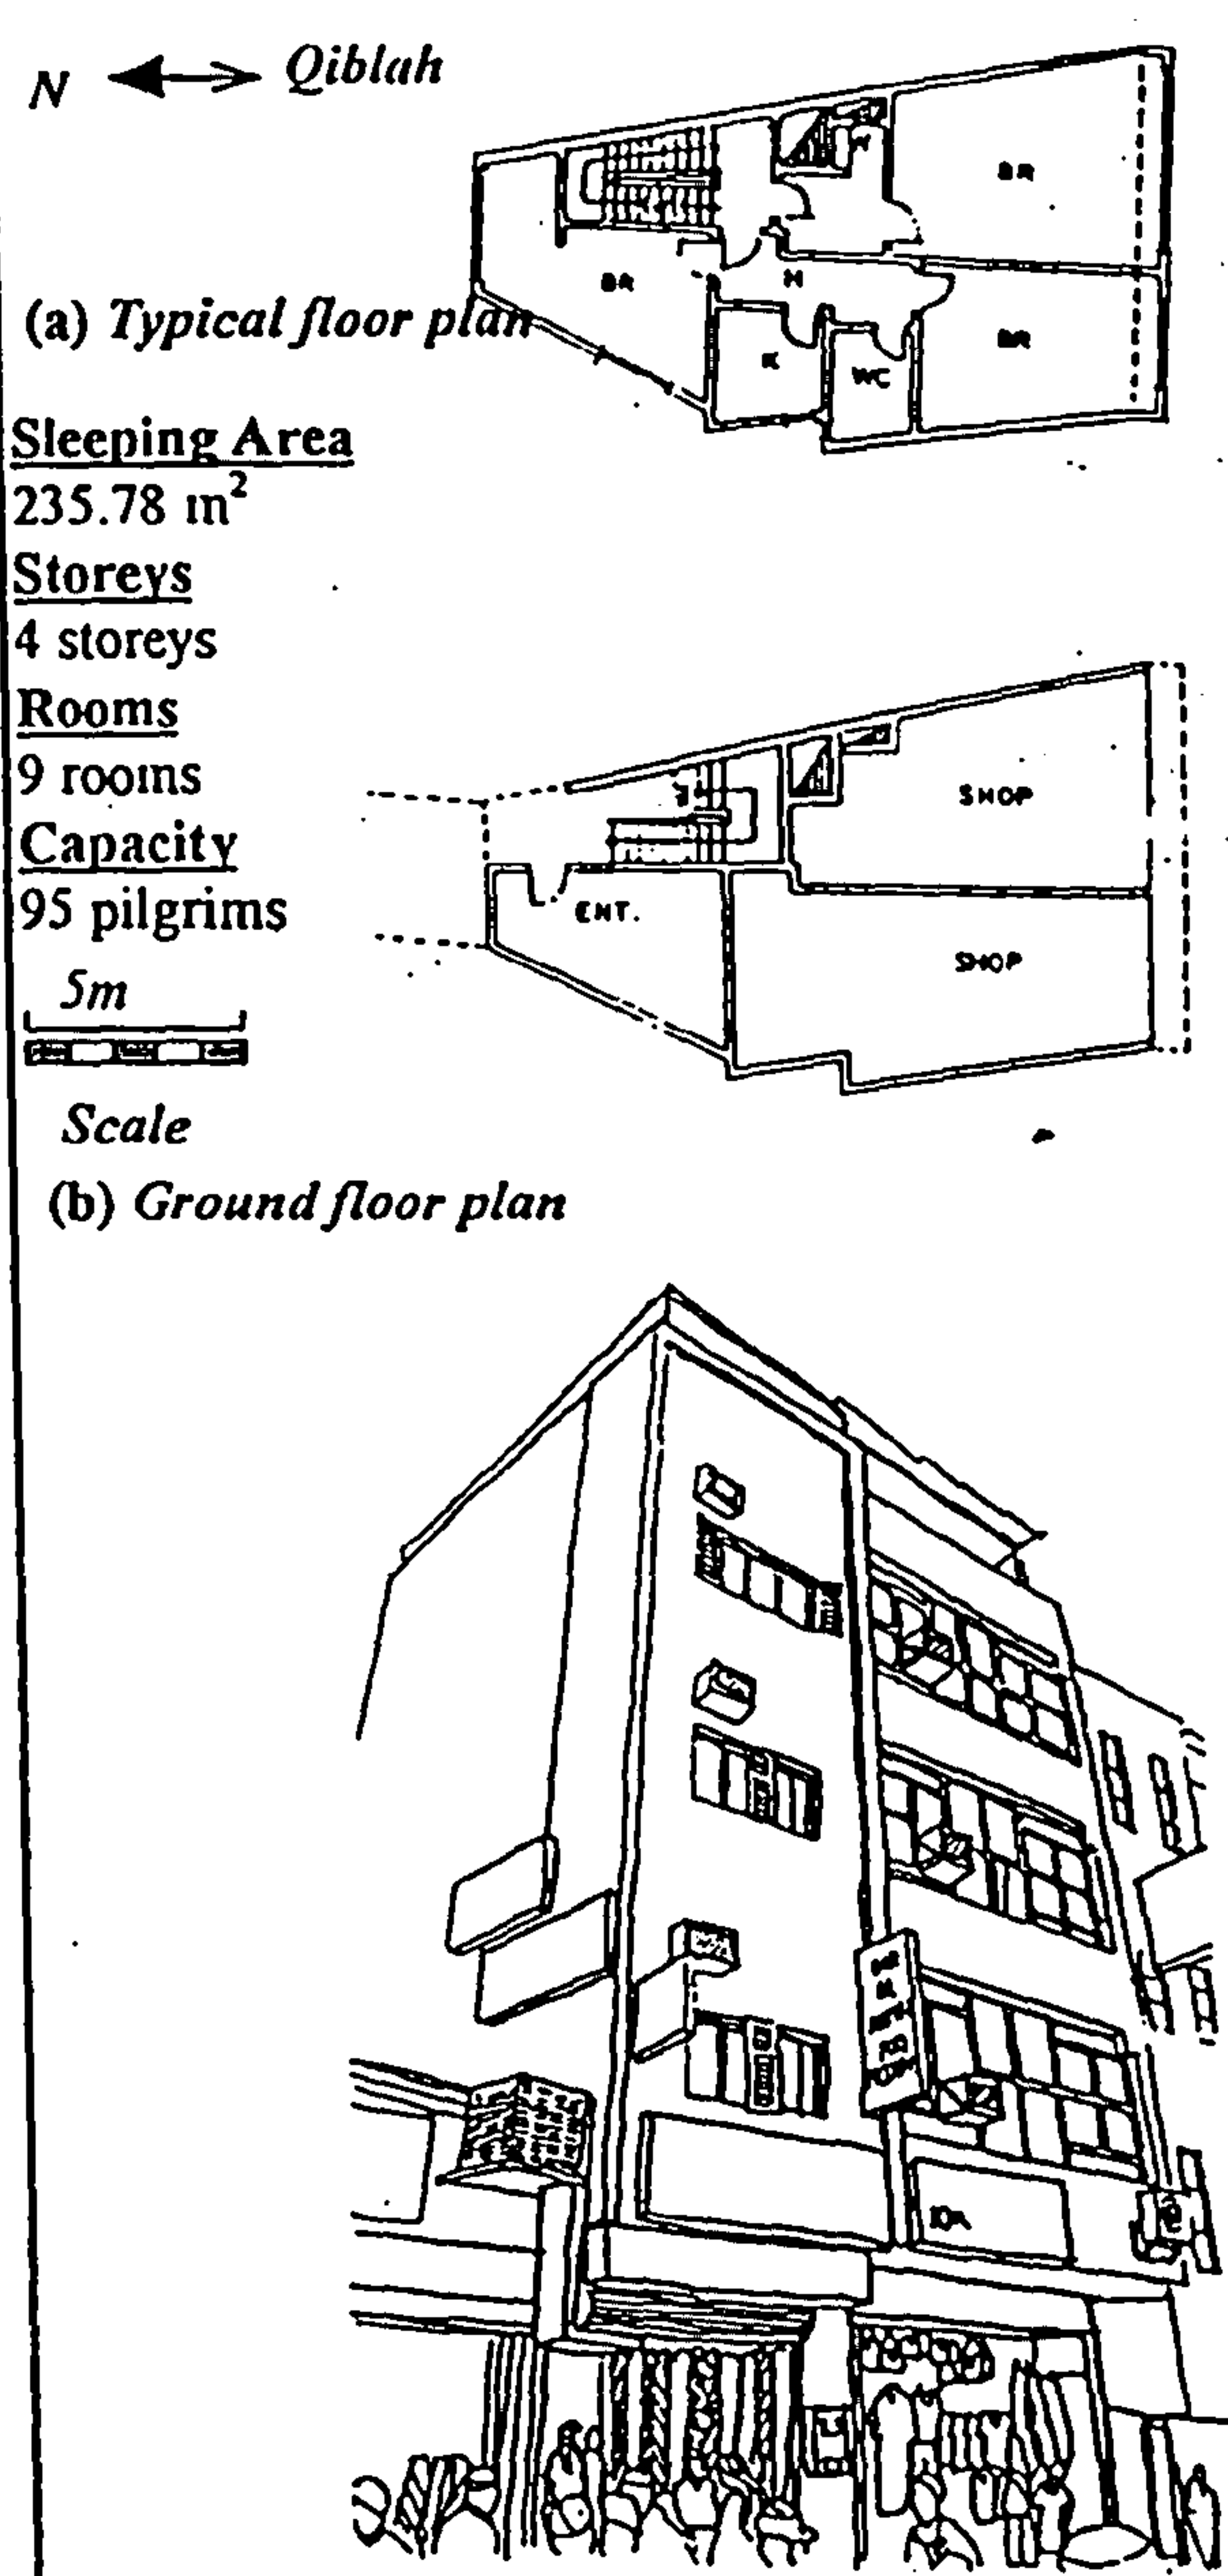 N Qiblah
BR
BR
H
(a) Typical floor plan
BR
K
WC
Sleeping Area
235.78 m²
Storeys
4 storeys
Rooms
9 rooms
SHOP
Capacity
95 pilgrims
ENT.
SHOP
5m
Scale
(b) Ground floor plan